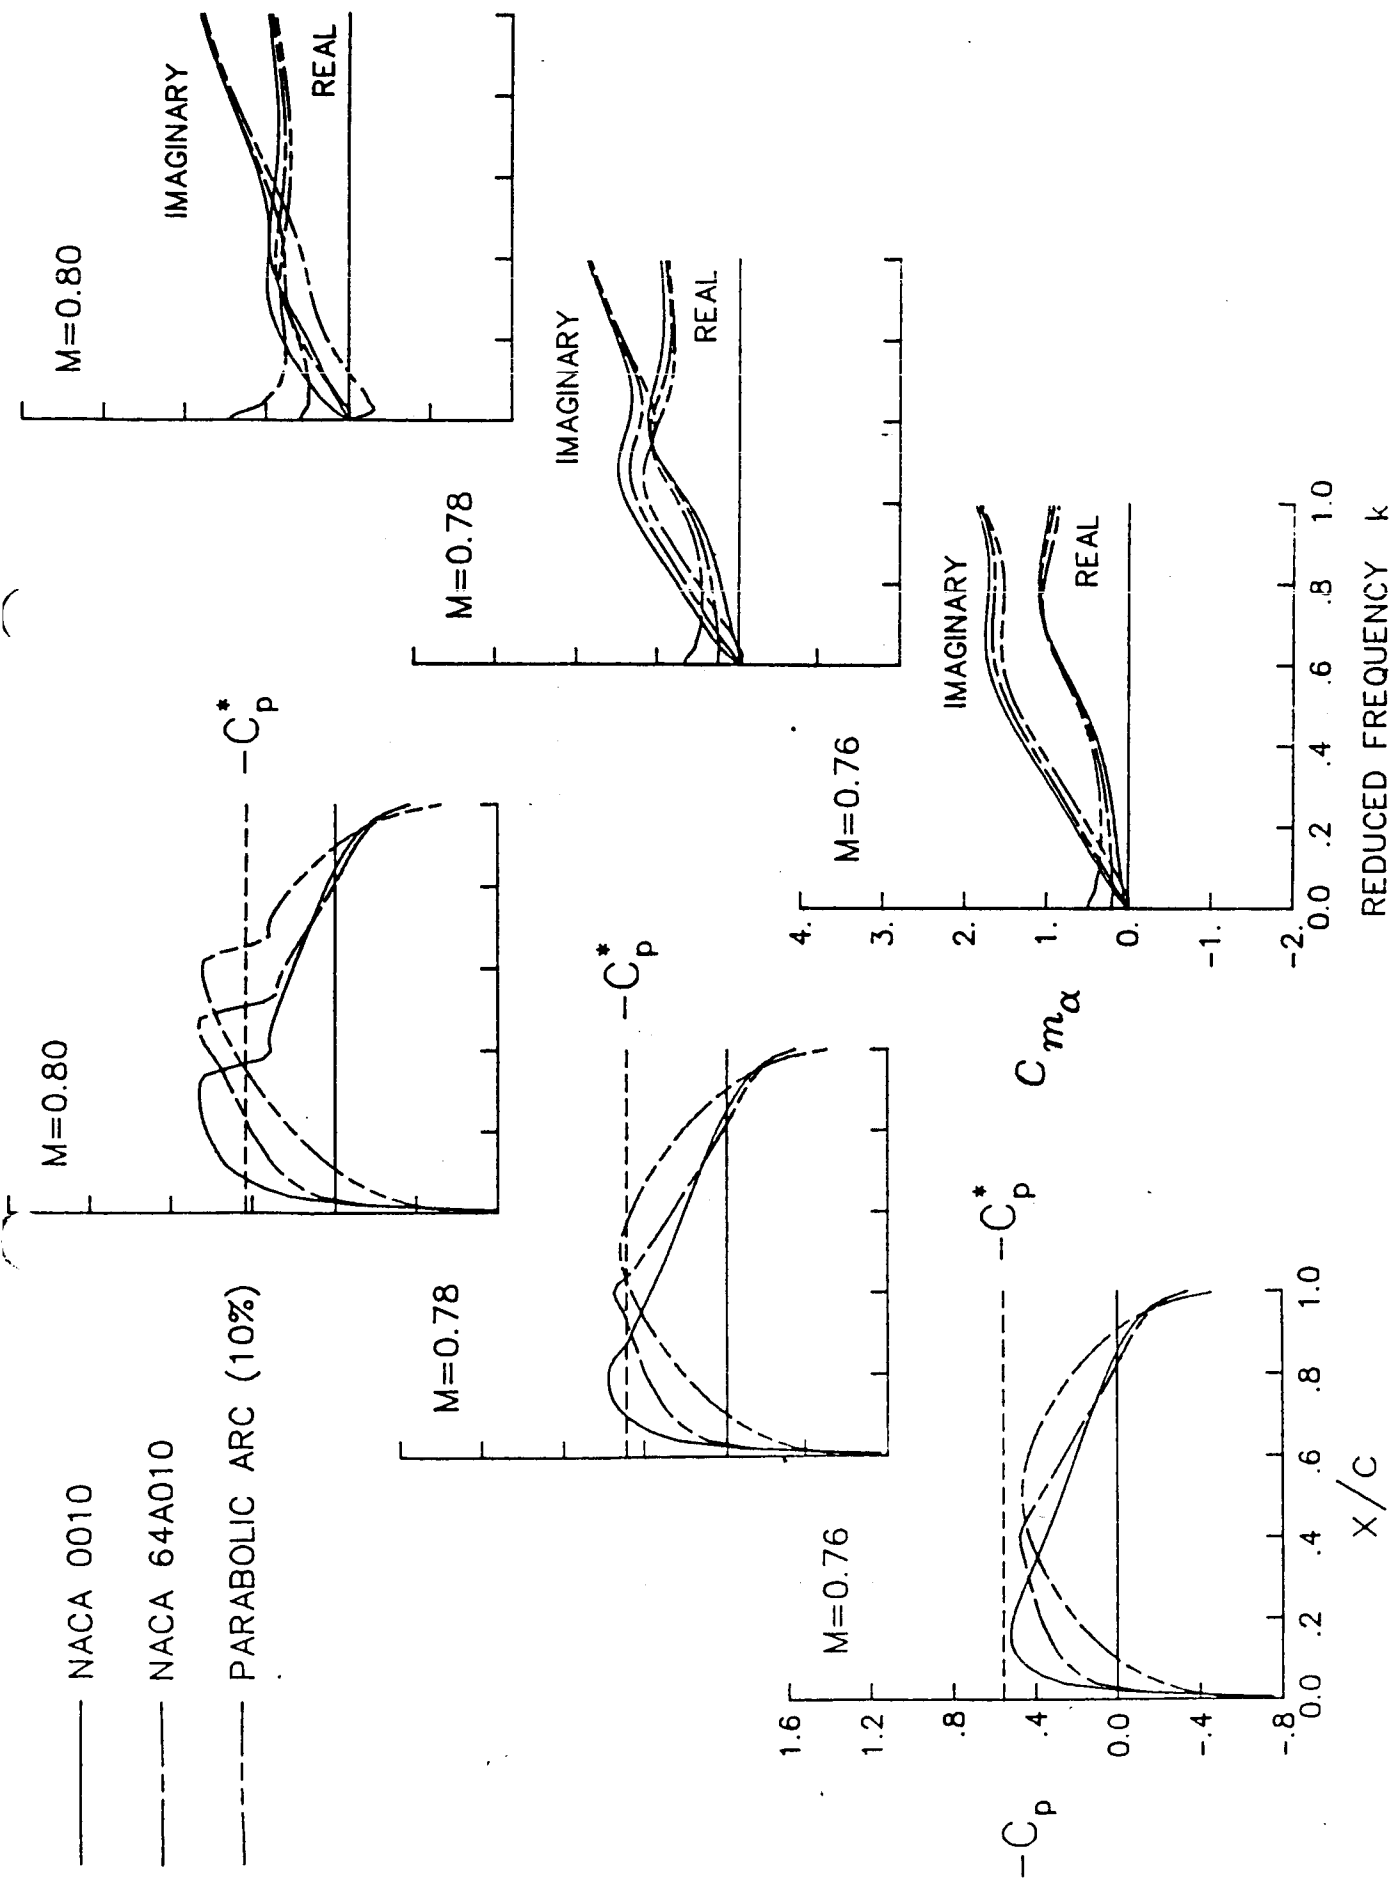 NACA 0010
NACA 64A010
PARABOLIC ARC (10%)
M=0.80
-C*p
M=0.78
-C*p
M=0.76
-C*p
-Cp
1.6
1.2
.8
.4
0.0
-.4
-.8
0.0 .2 .4 .6 .8 1.0
X/C
M=0.80
IMAGINARY
REAL
M=0.78
IMAGINARY
REAL
M=0.76
IMAGINARY
REAL
C m α
4.
3.
2.
1.
0.
-1.
-2.
0.0 .2 .4 .6 .8 1.0
REDUCED FREQUENCY k